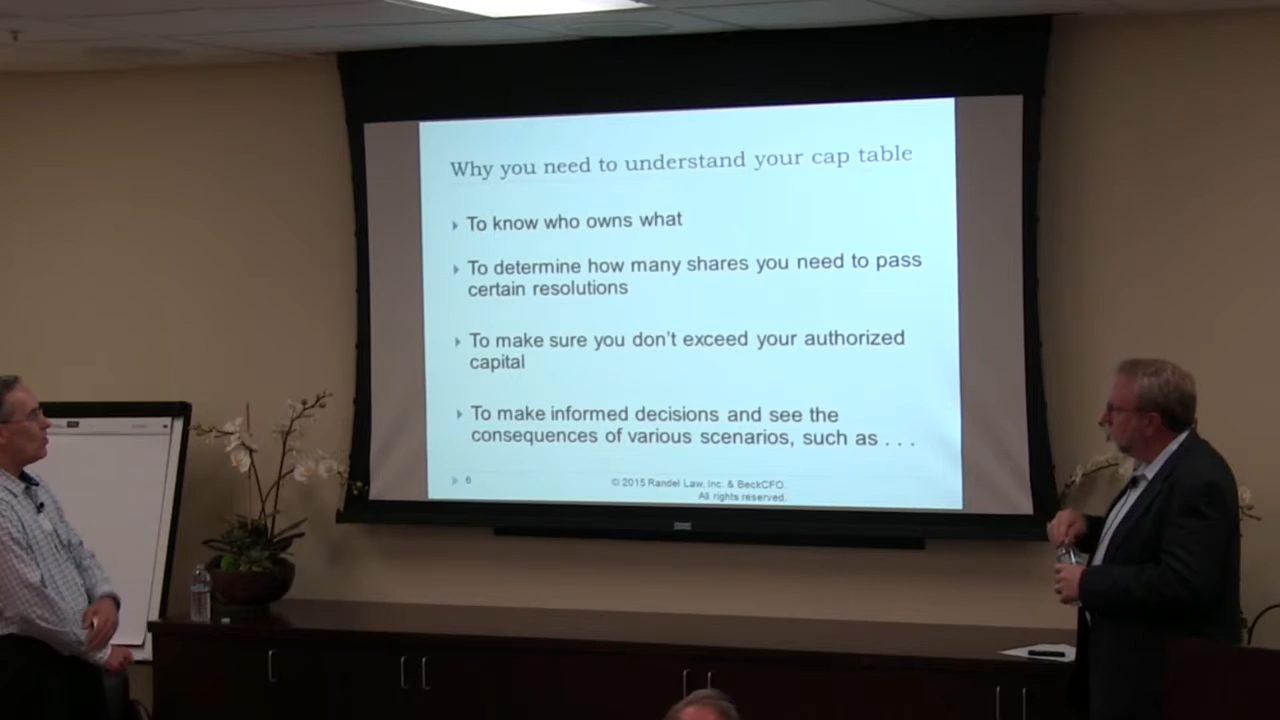 Why you need to understand your cap table
To know who owns what
To determine how many shares you need to pass
certain resolutions
To make sure you don't exceed your authorized
capital
To make informed decisions and see the
consequences of various scenarios, such as . . .
6
© 2015 Randel Law, Inc. & BeckCFO.
All rights reserved.